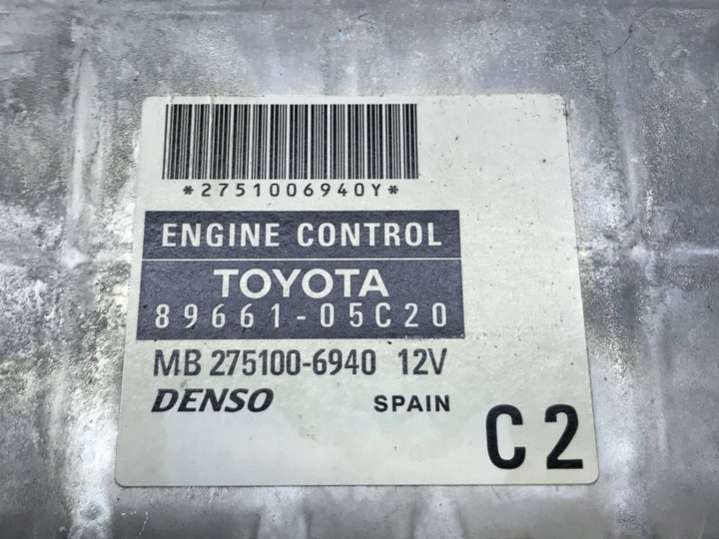 *2751006940Y*
ENGINE CONTROL
TOYOTA
89661-05C20
MB 275100-6940 12V
DENSO SPAIN
C2